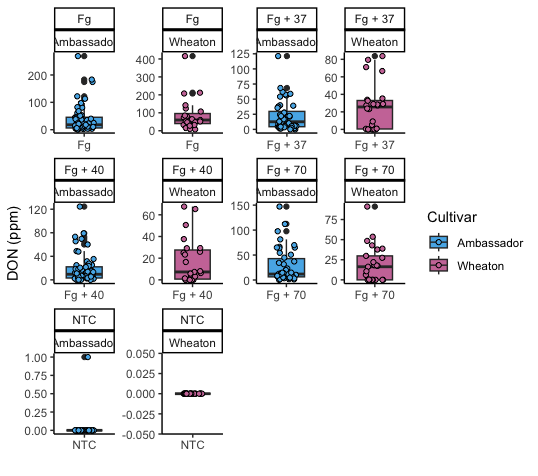 Fg Fg Fg + 37 Fg + 37
Ambassador Wheaton Ambassador Wheaton
200 100 0 400 300 200 100 0 125 100 75 50 25 0 80 60 40 20 0
Fg Fg Fg + 37 Fg + 37
Fg + 40 Fg + 40 Fg + 70 Fg + 70
Ambassador Wheaton Ambassador Wheaton
DON (ppm)
120 80 40 0 60 40 20 0 150 100 50 0 75 50 25 0
Fg + 40 Fg + 40 Fg + 70 Fg + 70
Cultivar
Ambassador
Wheaton
NTC NTC
Ambassador Wheaton
1.00 0.75 0.50 0.25 0.00 0.050 0.025 0.000 -0.025 -0.050
NTC NTC